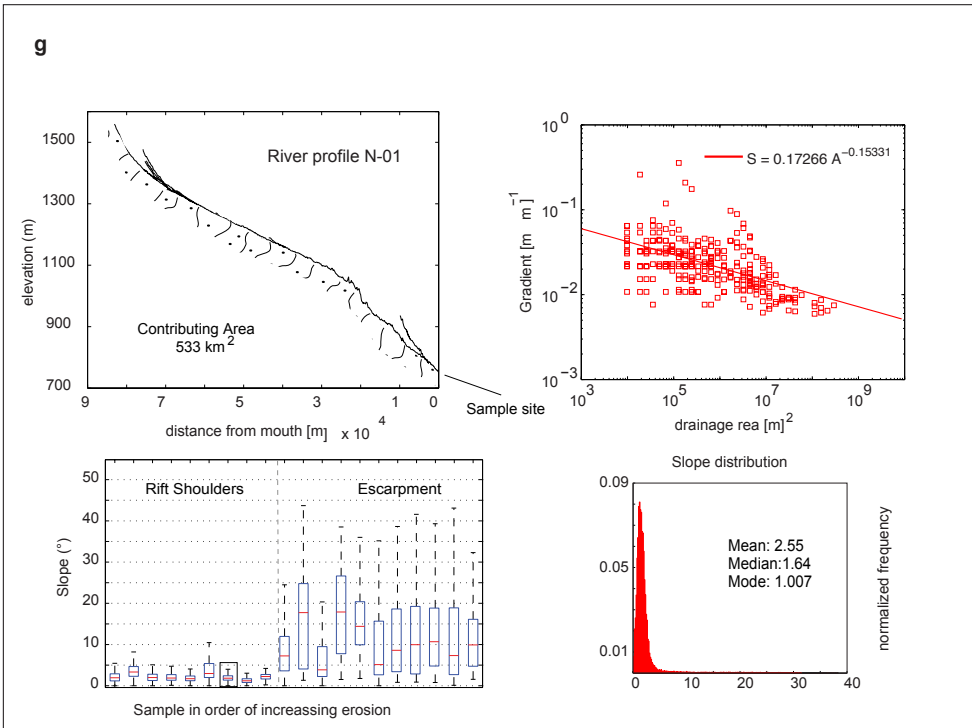 g
1500
1300
1100
900
700
elevation (m)
River profile N-01
Contributing Area
533 km2
9 7 5 3 1 0
distance from mouth [m] x 10 4
Sample site
10^0
10^-1
10^-2
10^-3
Gradient [m m-1]
S = 0.17266 A^-0.15331
10^3 10^5 10^7 10^9
drainage rea [m]2
50
40
30
20
10
0
Slope (°)
Rift Shoulders
Escarpment
Sample in order of increassing erosion
Slope distribution
0.09
0.05
0.01
Mean: 2.55
Median:1.64
Mode: 1.007
normalized frequency
0 10 20 30 40